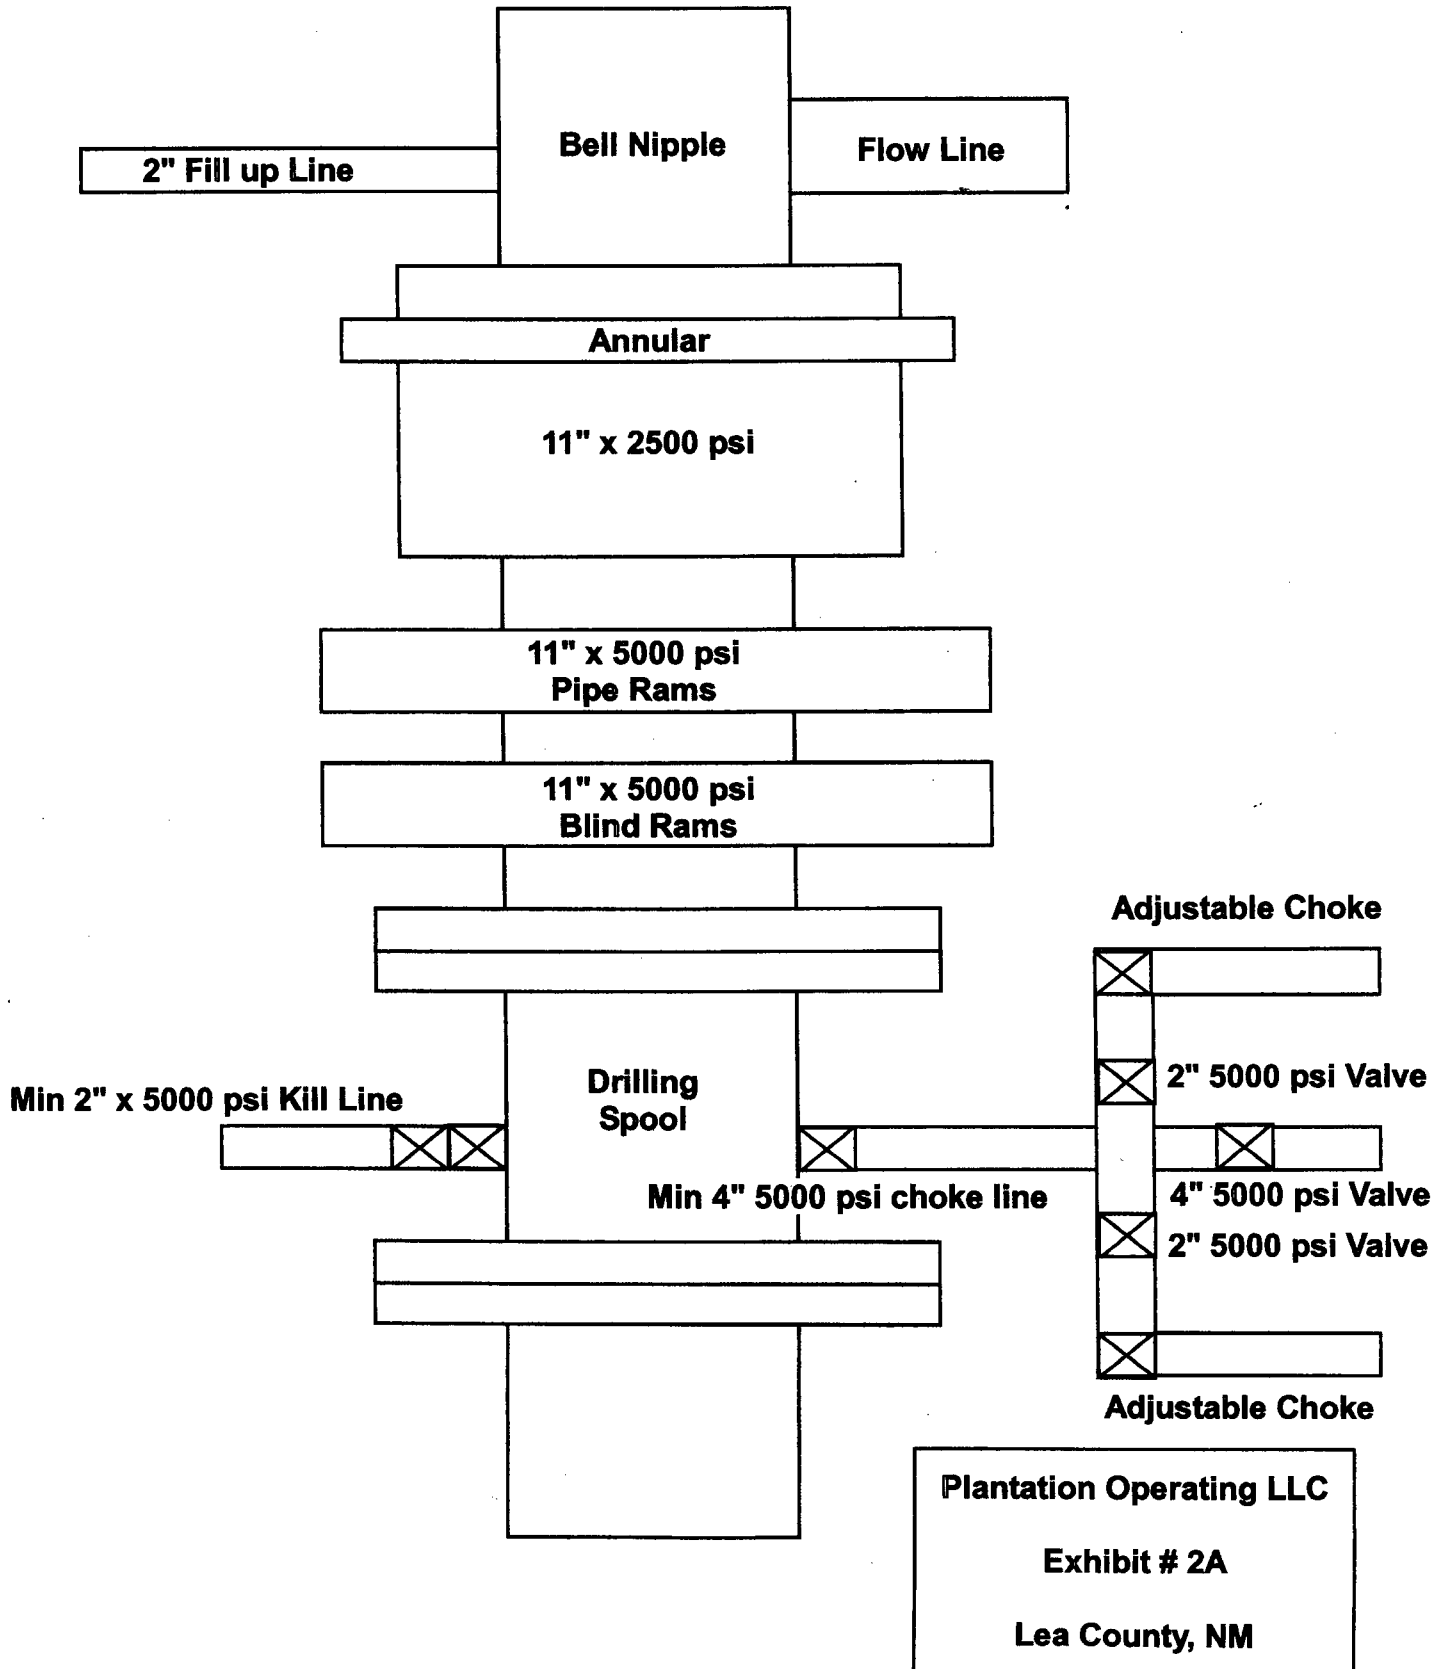 Bell Nipple
Flow Line
2" Fill up Line
Annular
11" x 2500 psi
11" x 5000 psi
Pipe Rams
11" x 5000 psi
Blind Rams
Adjustable Choke
2" 5000 psi Valve
Drilling
Spool
Min 2" x 5000 psi Kill Line
Min 4" 5000 psi choke line
4" 5000 psi Valve
2" 5000 psi Valve
Adjustable Choke
Plantation Operating LLC
Exhibit # 2A
Lea County, NM